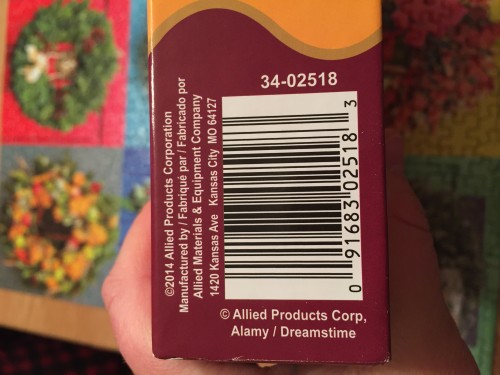 34-02518
©2014 Allied Products Corporation
Manufactured by / Fabriqué par / Fabricado por
Allied Materials & Equipment Company
1420 Kansas Ave Kansas City MO 64127
0 91683 02518 3
© Allied Products Corp,
Alamy / Dreamstime